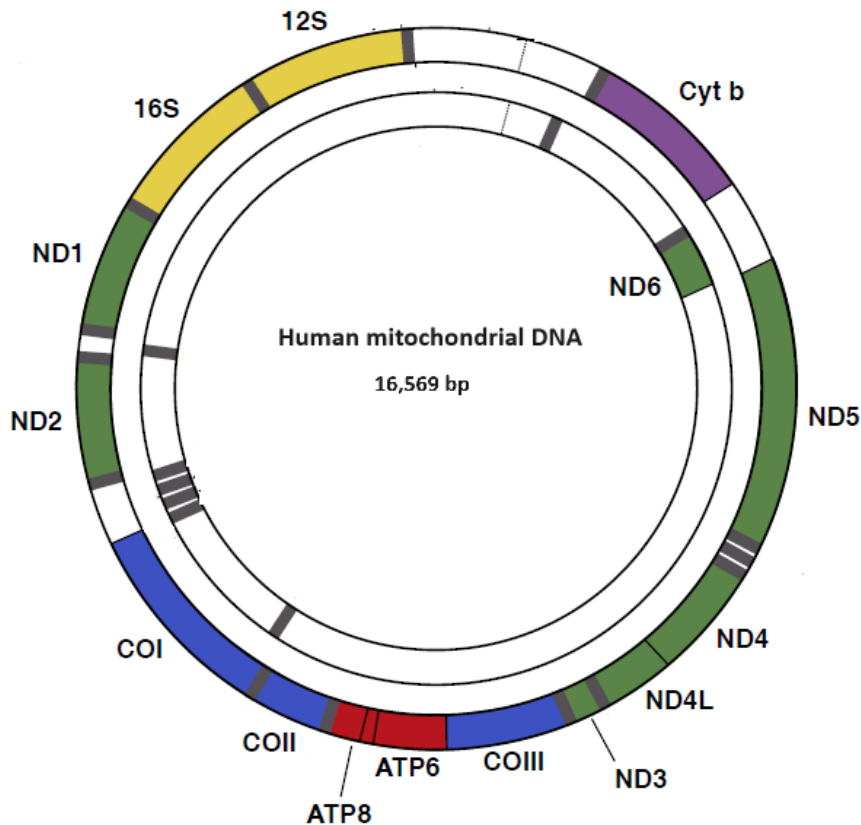 12S
Cyt b
16S
ND1
ND6
Human mitochondrial DNA
16,569 bp
ND2
ND5
COI
ND4
ND4L
COII
ATP6
COIII
ND3
ATP8